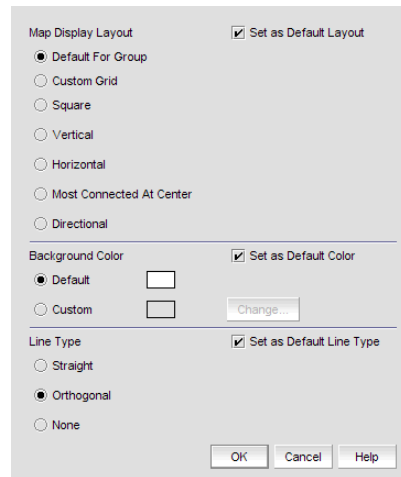 Map Display Layout
Set as Default Layout
Default For Group
Custom Grid
Square
Vertical
Horizontal
Most Connected At Center
Directional
Background Color
Set as Default Color
Default
Custom
Change...
Line Type
Set as Default Line Type
Straight
Orthogonal
None
OK
Cancel
Help